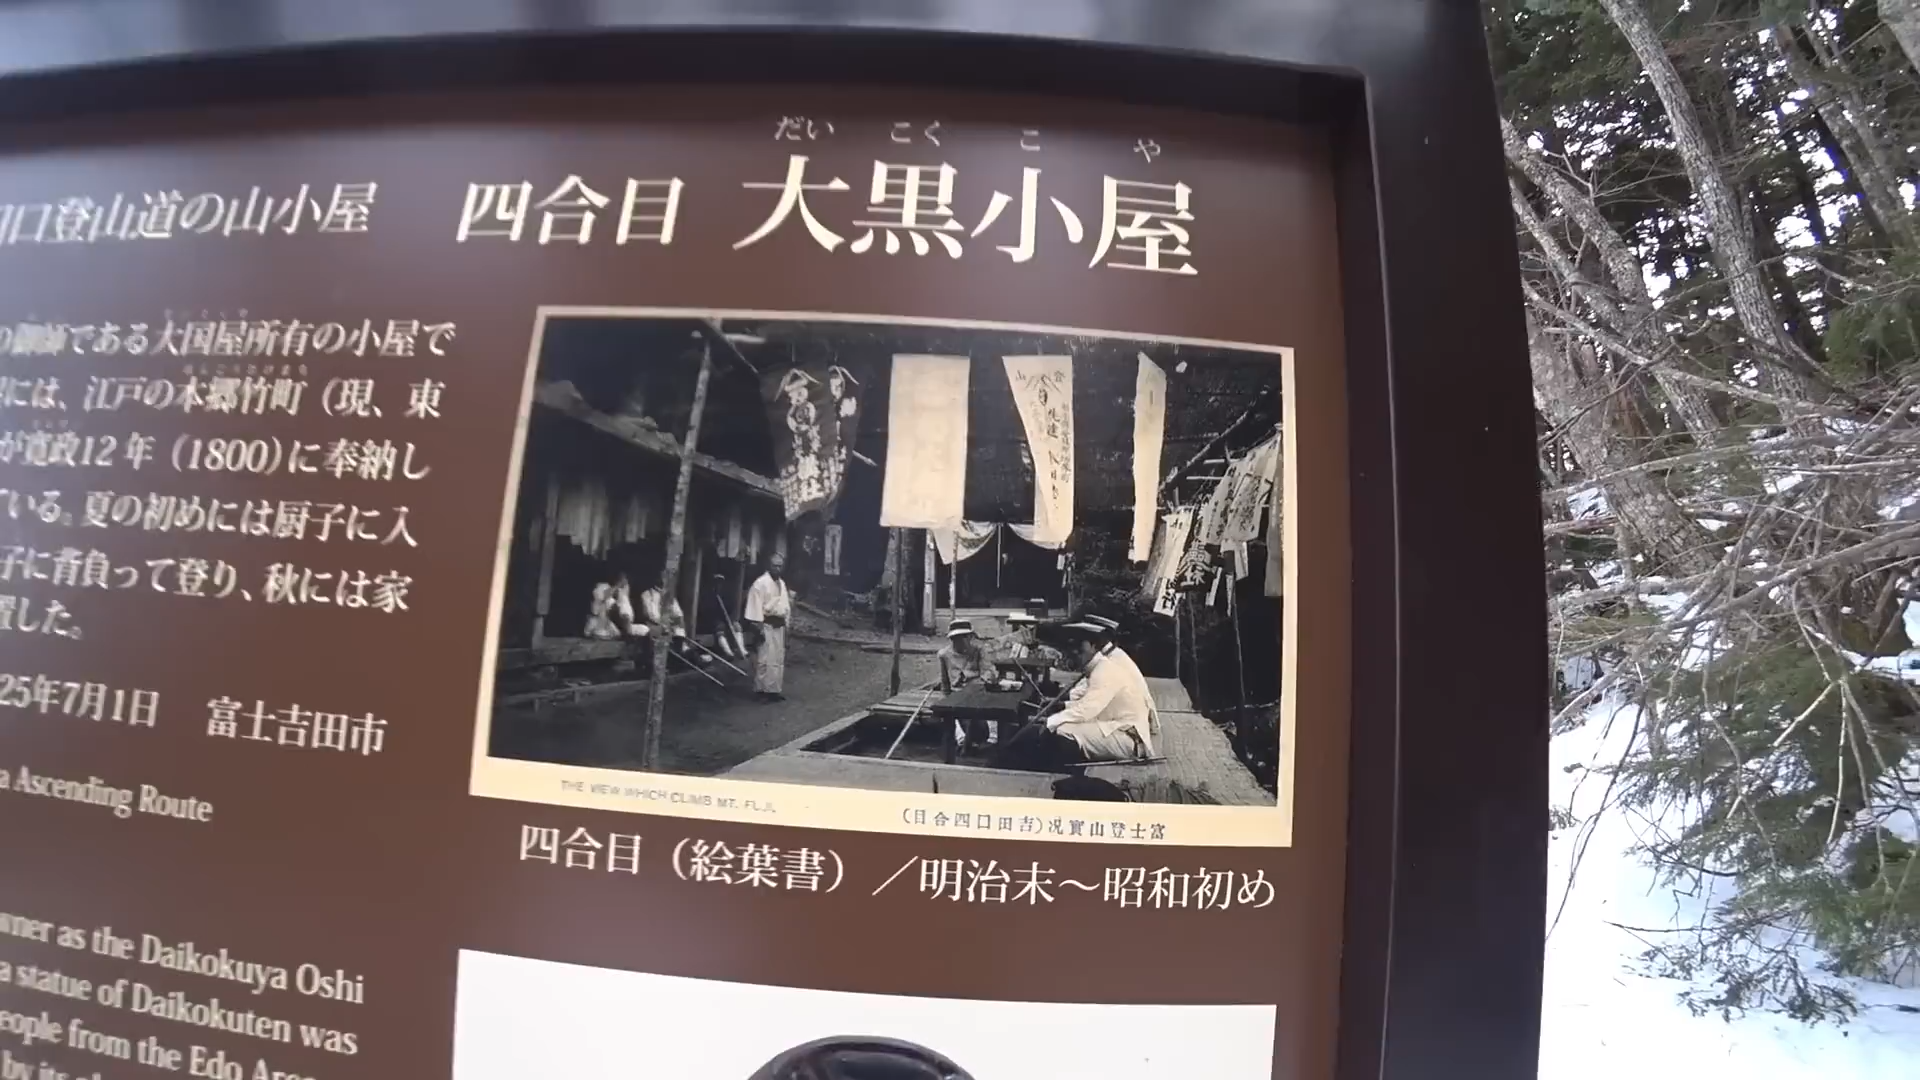 だい こく こ や
口登山道の山小屋 四合目 大黒小屋
である大国屋所有の小屋で
には、江戸の本郷竹町（現、東
が寛政12年（1800）に奉納し
ている。夏の初めには厨子に入
子に背負って登り、秋には家
置した。
25年7月1日 富士吉田市
a Ascending Route
wner as the Daikokuya Oshi
a statue of Daikokuten was
eople from the Edo Area
THE VIEW WHICH CLIMB MT. FUJI.
（目合四口田吉）况實山登士富
四合目（絵葉書）／明治末～昭和初め